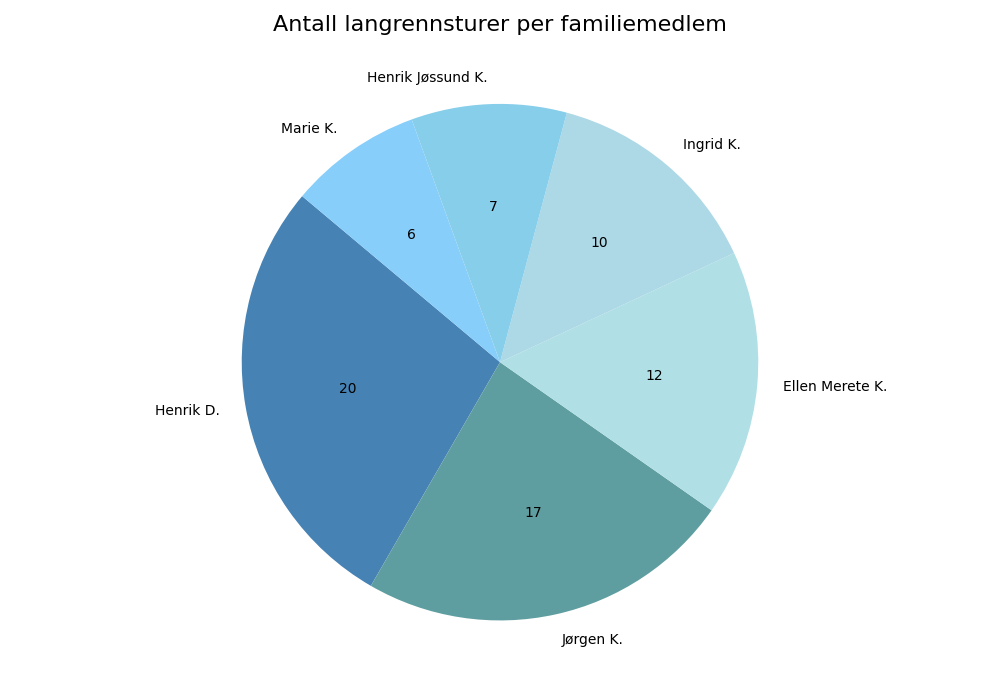 Antall langrennsturer per familiemedlem
Henrik Jøssund K.
Marie K.
Ingrid K.
7
6
10
12
Ellen Merete K.
20
Henrik D.
17
Jørgen K.